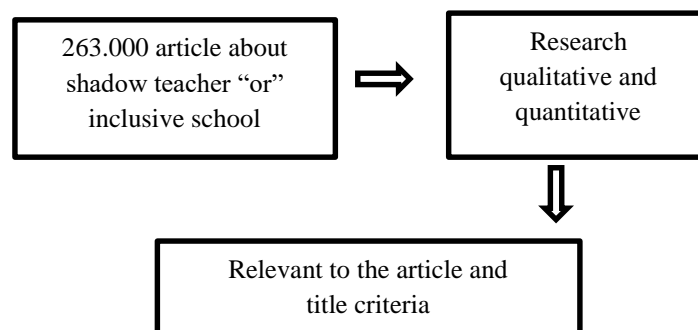 263.000 article about
shadow teacher “or”
inclusive school
Research
qualitative and
quantitative
Relevant to the article and
title criteria